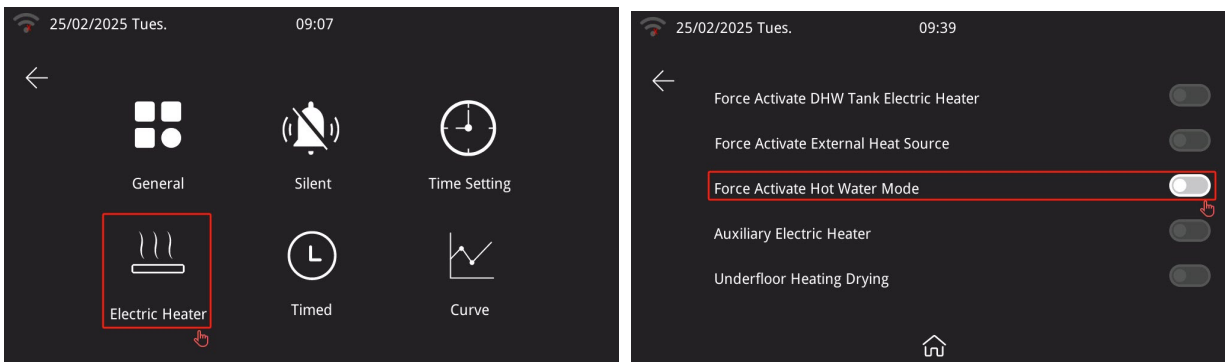 25/02/2025 Tues. 09:07
General Silent Time Setting
Electric Heater Timed Curve
25/02/2025 Tues. 09:39
Force Activate DHW Tank Electric Heater
Force Activate External Heat Source
Force Activate Hot Water Mode
Auxiliary Electric Heater
Underfloor Heating Drying